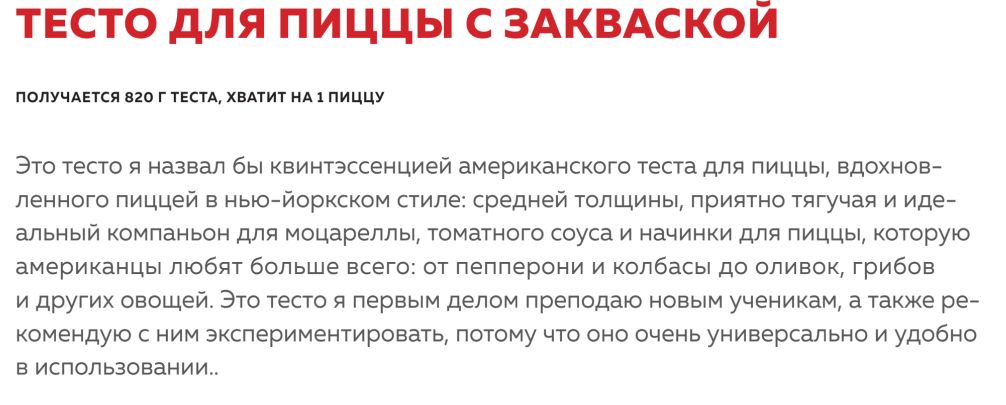 ТЕСТО ДЛЯ ПИЦЦЫ С ЗАКВАСКОЙ
ПОЛУЧАЕТСЯ 820 Г ТЕСТА, ХВАТИТ НА 1 ПИЦЦУ
Это тесто я назвал бы квинтэссенцией американского теста для пиццы, вдохнов-
ленного пиццей в нью-йоркском стиле: средней толщины, приятно тягучая и иде-
альный компаньон для моцареллы, томатного соуса и начинки для пиццы, которую
американцы любят больше всего: от пепперони и колбасы до оливок, грибов
и других овощей. Это тесто я первым делом преподаю новым ученикам, а также ре-
комендую с ним экспериментировать, потому что оно очень универсально и удобно
в использовании..